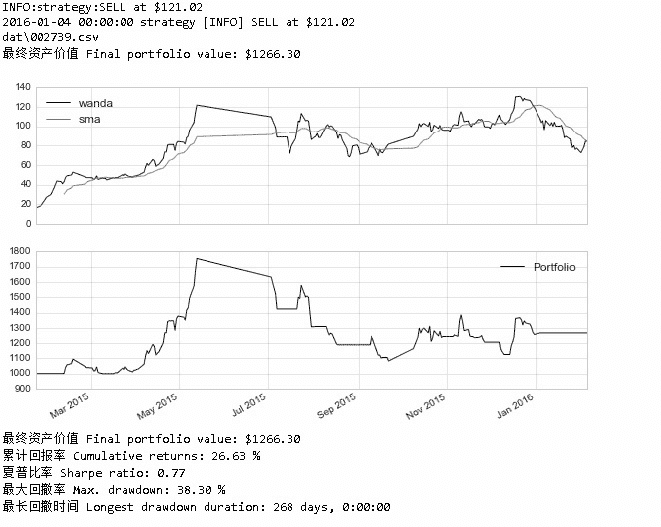 INFO:strategy:SELL at $121.02
2016-01-04 00:00:00 strategy [INFO] SELL at $121.02
dat\002739.csv
最终资产价值 Final portfolio value: $1266.30
140
120
100
80
60
40
20
0
wanda
sma
1800
1700
1600
1500
1400
1300
1200
1100
1000
900
Portfolio
Mar 2015
May 2015
Jul 2015
Sep 2015
Nov 2015
Jan 2016
最终资产价值 Final portfolio value: $1266.30
累计回报率 Cumulative returns: 26.63 %
夏普比率 Sharpe ratio: 0.77
最大回撤率 Max. drawdown: 38.30 %
最长回撤时间 Longest drawdown duration: 268 days, 0:00:00